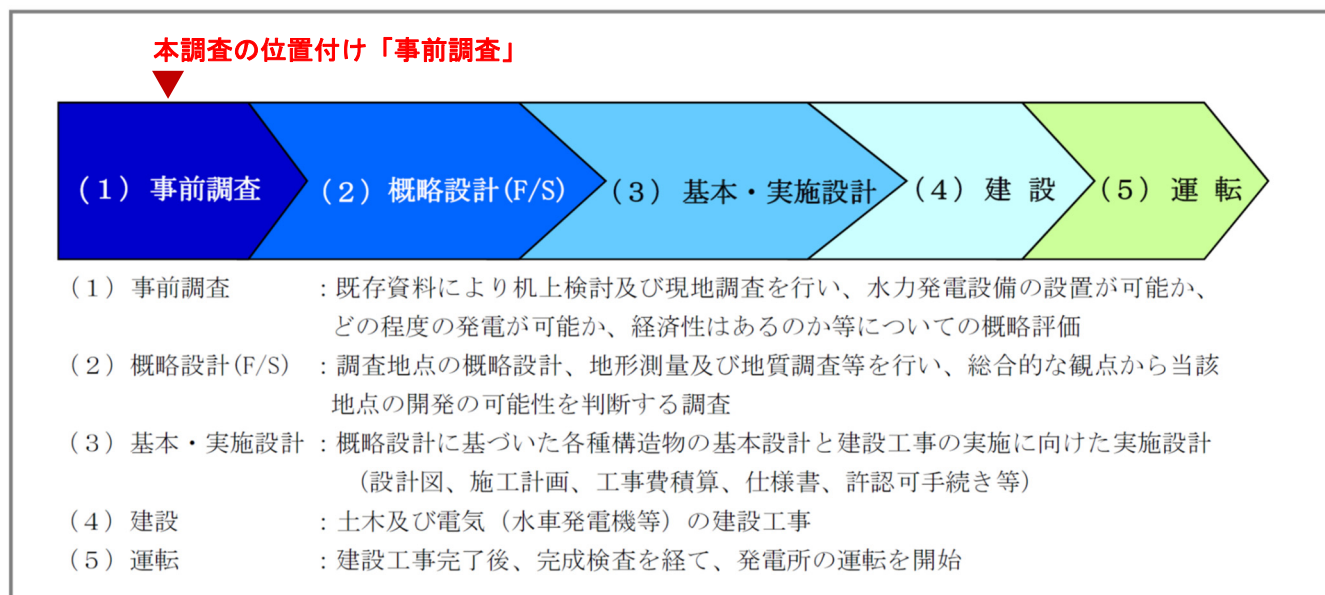 本調査の位置付け「事前調査」
(1) 事前調査
(2) 概略設計(F/S)
(3) 基本・実施設計
(4) 建 設
(5) 運 転
(1) 事前調査 : 既存資料により机上検討及び現地調査を行い、水力発電設備の設置が可能か、
どの程度の発電が可能か、経済性はあるのか等についての概略評価
(2) 概略設計(F/S) : 調査地点の概略設計、地形測量及び地質調査等を行い、総合的な観点から当該
地点の開発の可能性を判断する調査
(3) 基本・実施設計 : 概略設計に基づいた各種構造物の基本設計と建設工事の実施に向けた実施設計
(設計図、施工計画、工事費積算、仕様書、許認可手続き等)
(4) 建設 : 土木及び電気(水車発電機等)の建設工事
(5) 運転 : 建設工事完了後、完成検査を経て、発電所の運転を開始